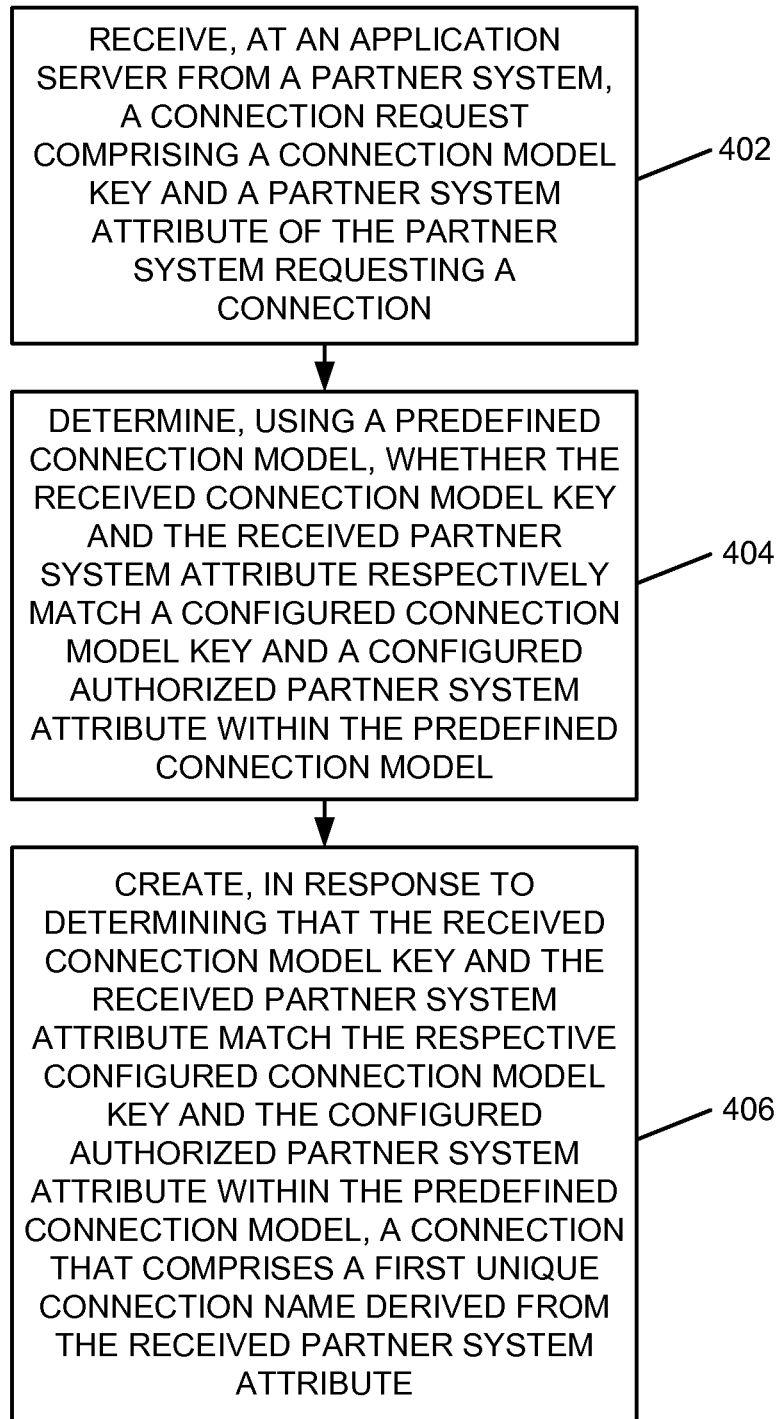 RECEIVE, AT AN APPLICATION
SERVER FROM A PARTNER SYSTEM,
A CONNECTION REQUEST
COMPRISING A CONNECTION MODEL
KEY AND A PARTNER SYSTEM
ATTRIBUTE OF THE PARTNER
SYSTEM REQUESTING A
CONNECTION
402
DETERMINE, USING A PREDEFINED
CONNECTION MODEL, WHETHER THE
RECEIVED CONNECTION MODEL KEY
AND THE RECEIVED PARTNER
SYSTEM ATTRIBUTE RESPECTIVELY
MATCH A CONFIGURED CONNECTION
MODEL KEY AND A CONFIGURED
AUTHORIZED PARTNER SYSTEM
ATTRIBUTE WITHIN THE PREDEFINED
CONNECTION MODEL
404
CREATE, IN RESPONSE TO
DETERMINING THAT THE RECEIVED
CONNECTION MODEL KEY AND THE
RECEIVED PARTNER SYSTEM
ATTRIBUTE MATCH THE RESPECTIVE
CONFIGURED CONNECTION MODEL
KEY AND THE CONFIGURED
AUTHORIZED PARTNER SYSTEM
ATTRIBUTE WITHIN THE PREDEFINED
CONNECTION MODEL, A CONNECTION
THAT COMPRISES A FIRST UNIQUE
CONNECTION NAME DERIVED FROM
THE RECEIVED PARTNER SYSTEM
ATTRIBUTE
406